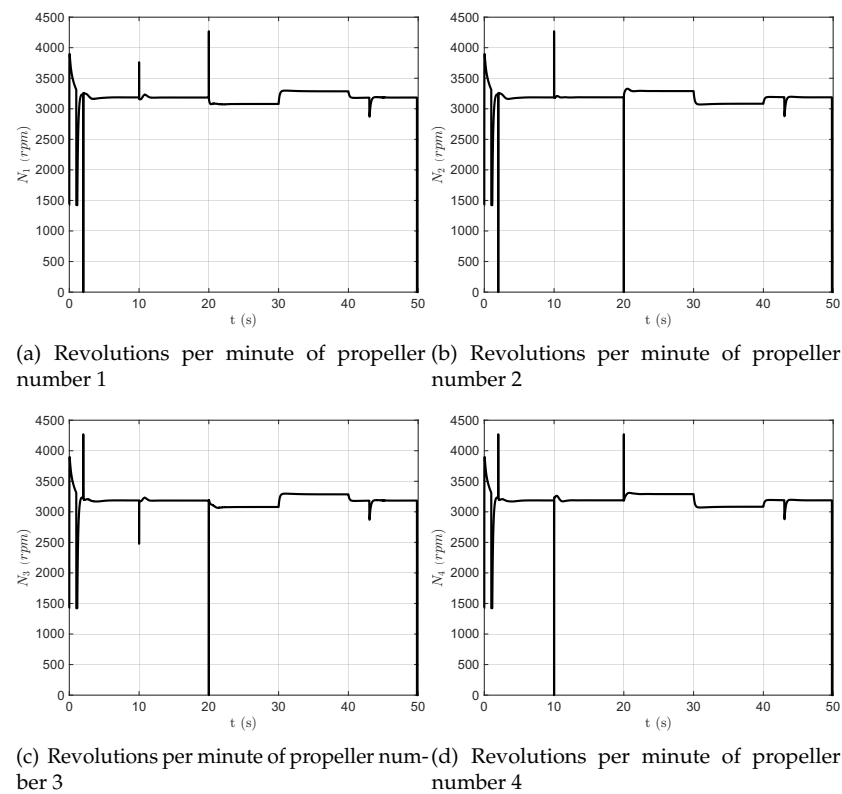 4500
4000
3500
3000
2500
2000
1500
1000
500
0
N1 (rpm)
0 10 20 30 40 50
t (s)
4500
4000
3500
3000
2500
2000
1500
1000
500
0
N2 (rpm)
0 10 20 30 40 50
t (s)
(a) Revolutions per minute of propeller
number 1
(b) Revolutions per minute of propeller
number 2
4500
4000
3500
3000
2500
2000
1500
1000
500
0
N3 (rpm)
0 10 20 30 40 50
t (s)
4500
4000
3500
3000
2500
2000
1500
1000
500
0
N4 (rpm)
0 10 20 30 40 50
t (s)
(c) Revolutions per minute of propeller num-
ber 3
(d) Revolutions per minute of propeller
number 4